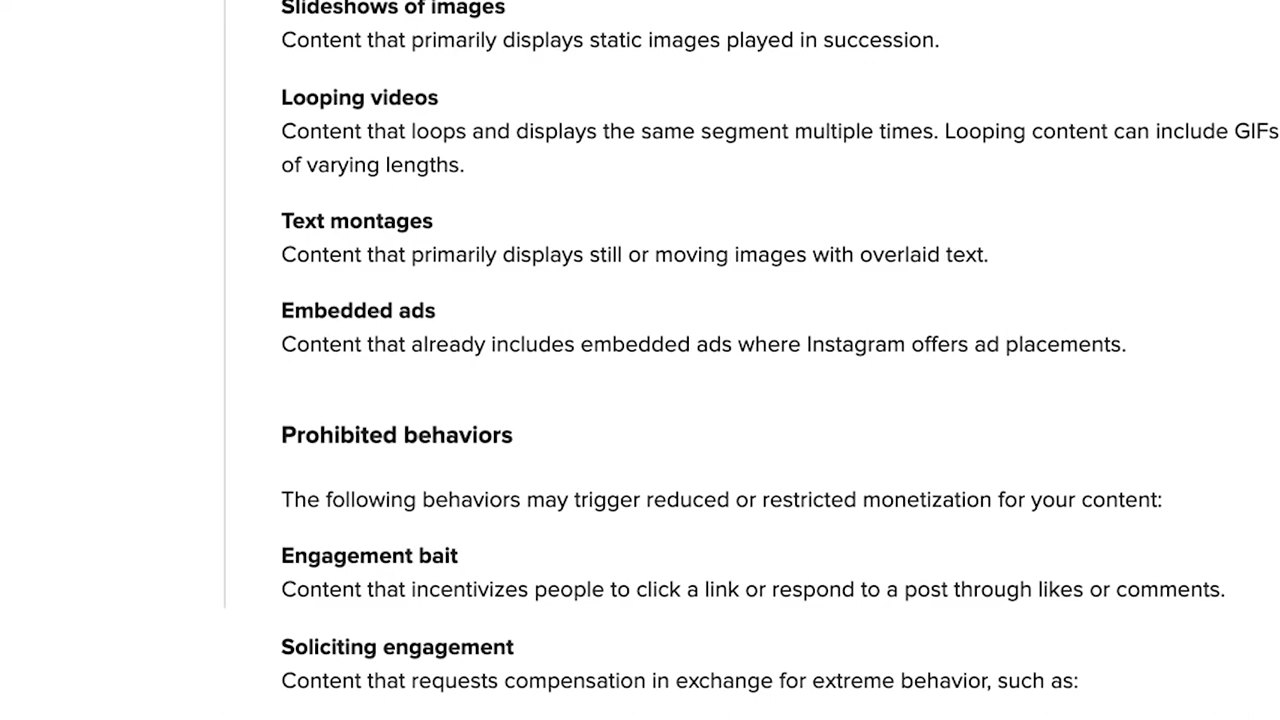 Slideshows of images
Content that primarily displays static images played in succession.
Looping videos
Content that loops and displays the same segment multiple times. Looping content can include GIFs
of varying lengths.
Text montages
Content that primarily displays still or moving images with overlaid text.
Embedded ads
Content that already includes embedded ads where Instagram offers ad placements.
Prohibited behaviors
The following behaviors may trigger reduced or restricted monetization for your content:
Engagement bait
Content that incentivizes people to click a link or respond to a post through likes or comments.
Soliciting engagement
Content that requests compensation in exchange for extreme behavior, such as: